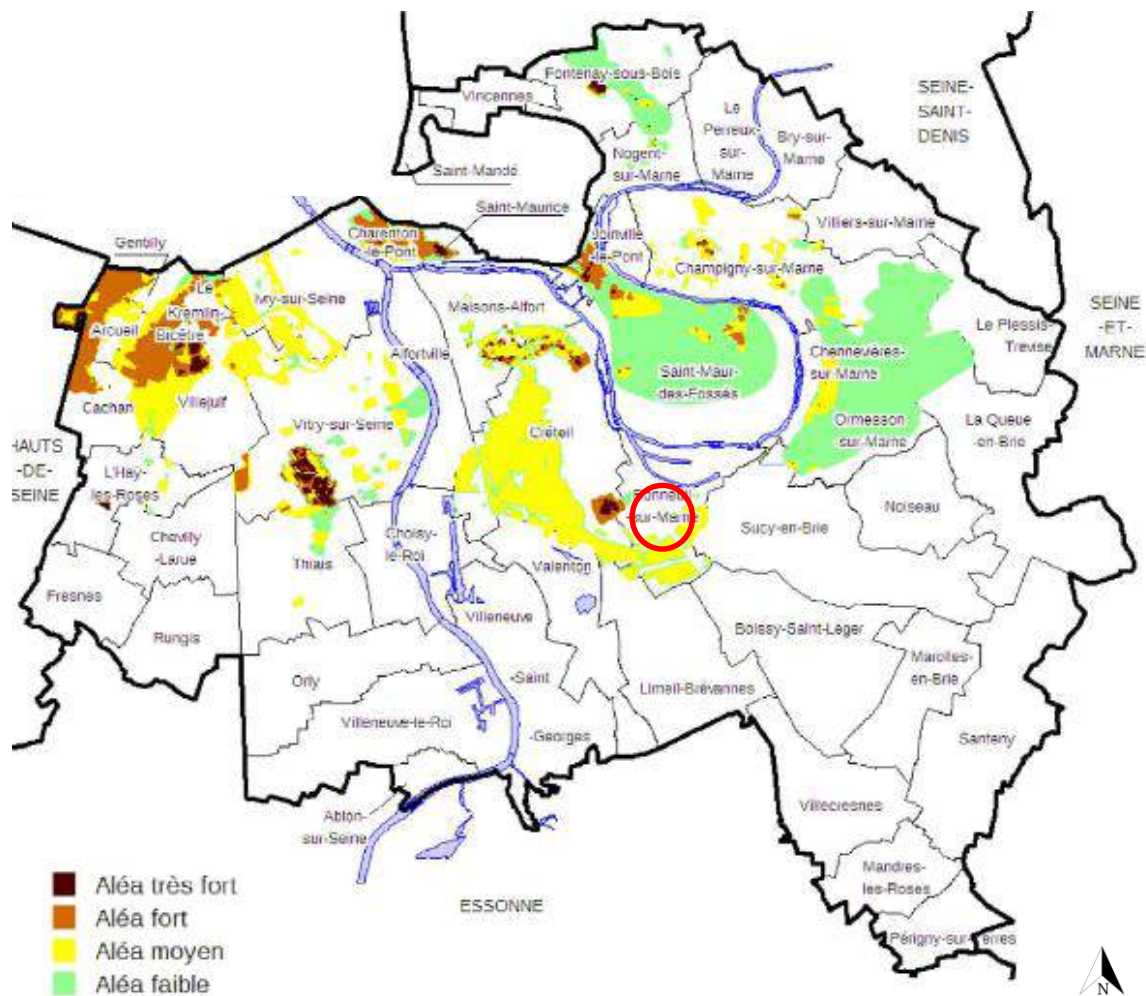 Fontenay-sous-Bois
Vincennes
SEINE-
SAINT-
DENIS
Le
Perreux-
sur-
Marne
Bry-sur-
Marne
Nogent-
sur-Marne
Saint-Mandé
Saint-Maurice
Villiers-sur-Marne
Charenton
-le-Pont
Joinville
-le-Pont
Gentilly
Champigny-sur-Marne
Le
Kremlin-
Bicêtre
Ivry-sur-Seine
Maisons-Alfort
SEINE
-ET-
MARNE
Arcueil
Le Plessis-
Trevise
Alfortville
Chennevières-
sur-Marne
Saint-Maur-
des-Fossés
Cachan
Villejuif
Ormesson
-sur-Marne
La Queue
en-Brie
Vitry-sur-Seine
Créteil
HAUTS
-DE-
SEINE
L'Hay
-les-Roses
Bonneuil-
-sur-Marne
Noiseau
Sucy-en-Brie
Chevilly
-Larue
Choisy-
le-Roi
Thiais
Valenton
Fresnes
Villeneuve
Rungis
Boissy-Saint-Leger
Marolles-
en-Brie
Orly
-Saint
Limeil-Brévannes
Villeneuve-le-Roi
-Georges
Santeny
Villecresnes
Ablon-
sur-Seine
Mandres-
les-Roses
Périgny-sur-Yerres
ESSONNE
Aléa très fort
Aléa fort
Aléa moyen
Aléa faible
N